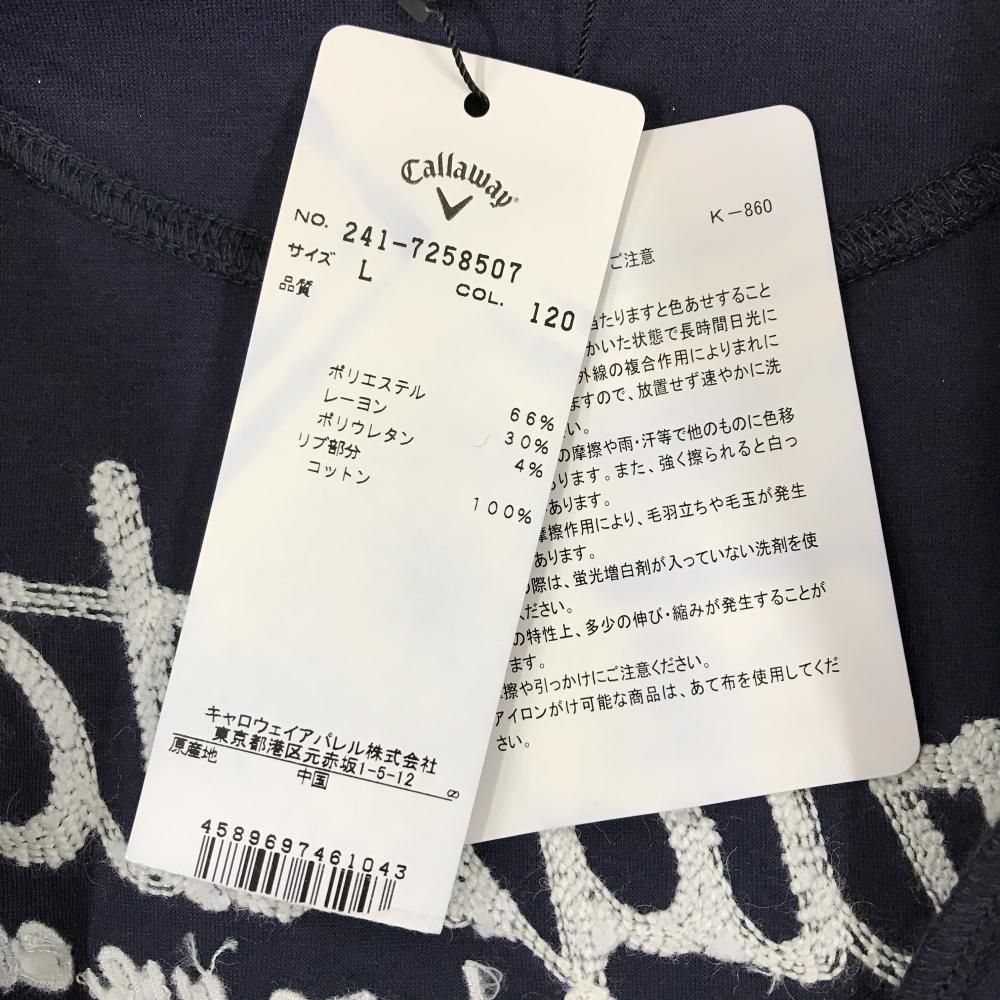 Callaway
NO. 241-7258507
サイズ L COL. 120
品質
ポリエステル 66%
レーヨン 30%
ポリウレタン 4%
リブ部分
コットン 100%
キャロウェイアパレル株式会社
東京都港区元赤坂1-5-12
原産地 中国
4589697461043
K-860
ご注意
当たりますと色あせすること
かいた状態で長時間日光に
外線の複合作用によりまれに
ますので、放置せず速やかに洗
い。
の摩擦や雨・汗等で他のものに色移
ります。また、強く擦られると白っ
あります。
摩擦作用により、毛羽立ちや毛玉が発生
あります。
際は、蛍光増白剤が入っていない洗剤を使
ください。
の特性上、多少の伸び・縮みが発生することが
ます。
擦や引っかけにご注意ください。
アイロンがけ可能な商品は、あて布を使用してくだ
さい。